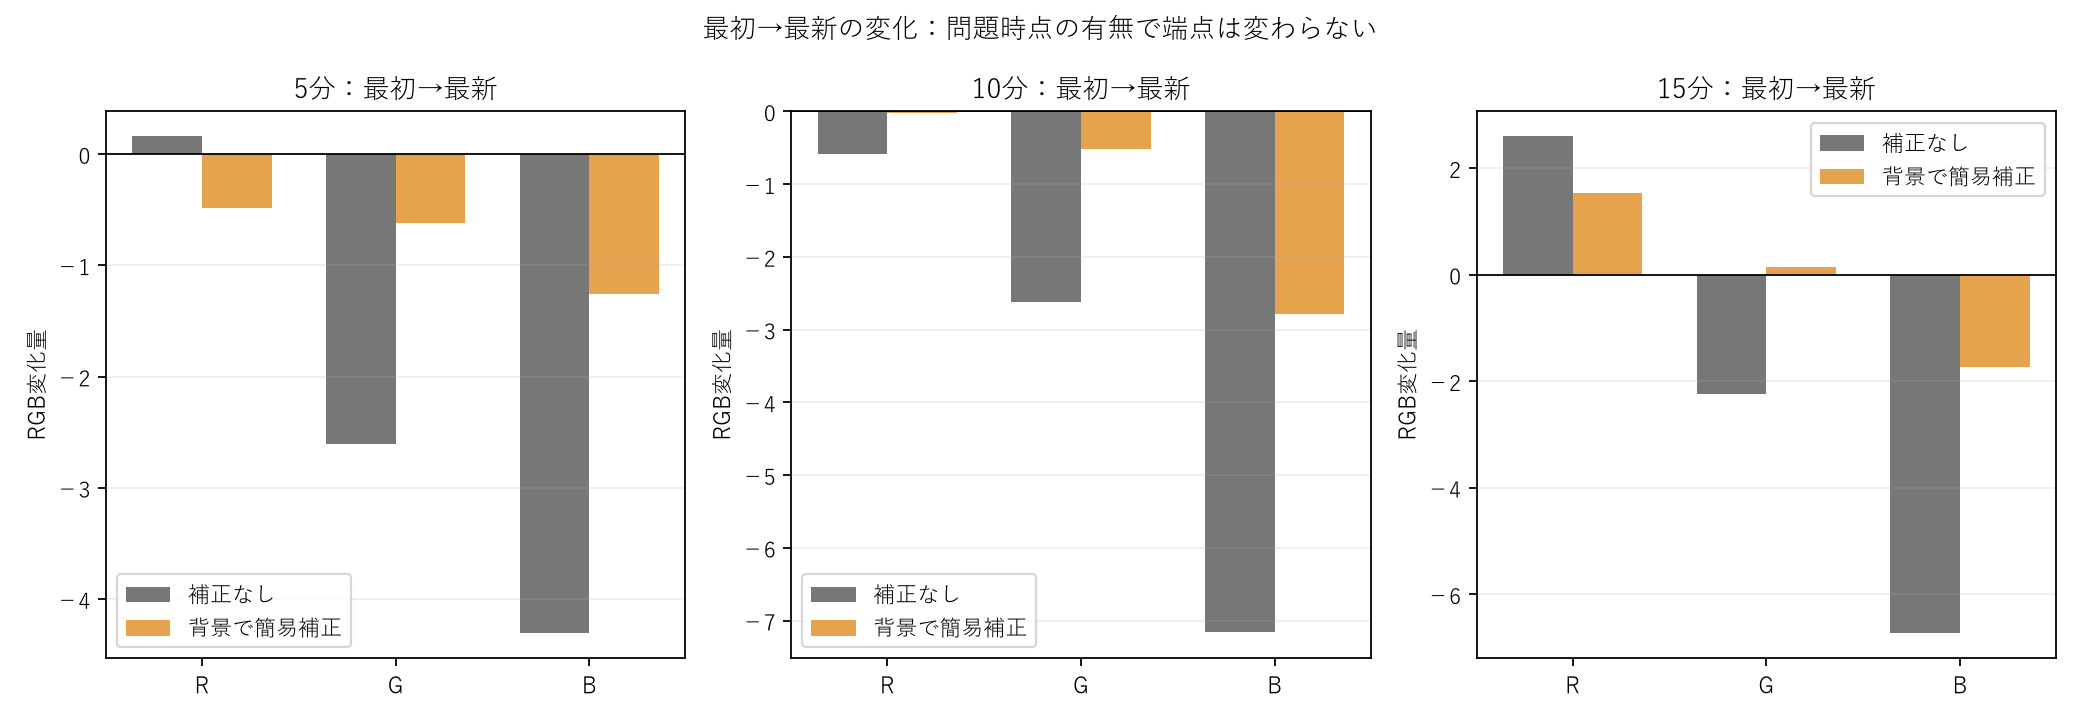 最初→最新の変化：問題時点の有無で端点は変わらない
5分：最初→最新
RGB変化量
0
−1
−2
−3
−4
補正なし
背景で簡易補正
R G B
10分：最初→最新
RGB変化量
0
−1
−2
−3
−4
−5
−6
−7
補正なし
背景で簡易補正
R G B
15分：最初→最新
RGB変化量
2
0
−2
−4
−6
補正なし
背景で簡易補正
R G B